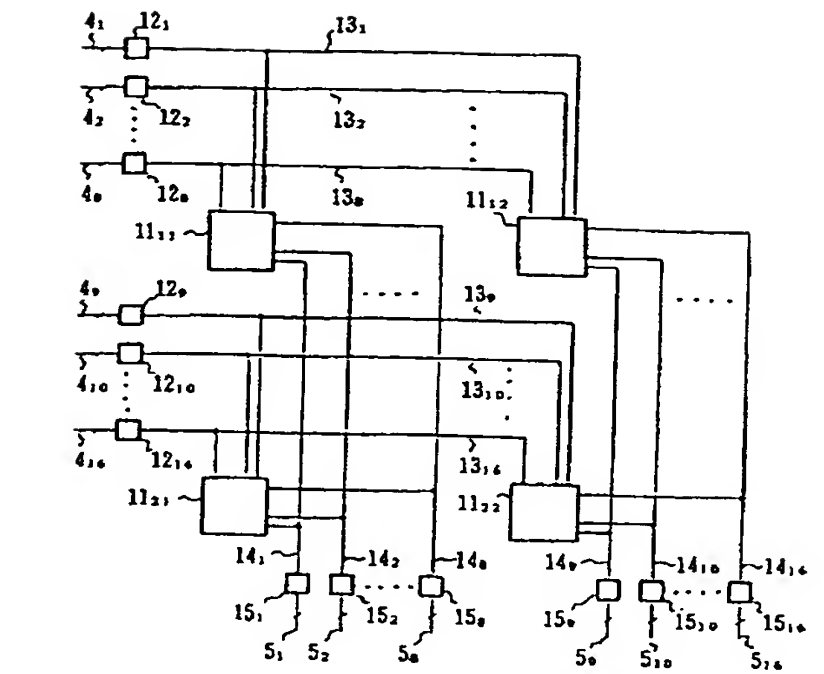 4₁ 12₁ 13₁
4₂ 12₂ 13₂
4₈ 12₈ 13₈
11₁₁ 11₁₂
4₉ 12₉ 13₉
4₁₀ 12₁₀ 13₁₀
4₁₆ 12₁₆ 13₁₆
11₂₁ 11₂₂
14₁ 14₂ 14₈ 14₉ 14₁₀ 14₁₆
15₁ 15₂ 15₈ 15₉ 15₁₀ 15₁₆
5₁ 5₂ 5₈ 5₉ 5₁₀ 5₁₆